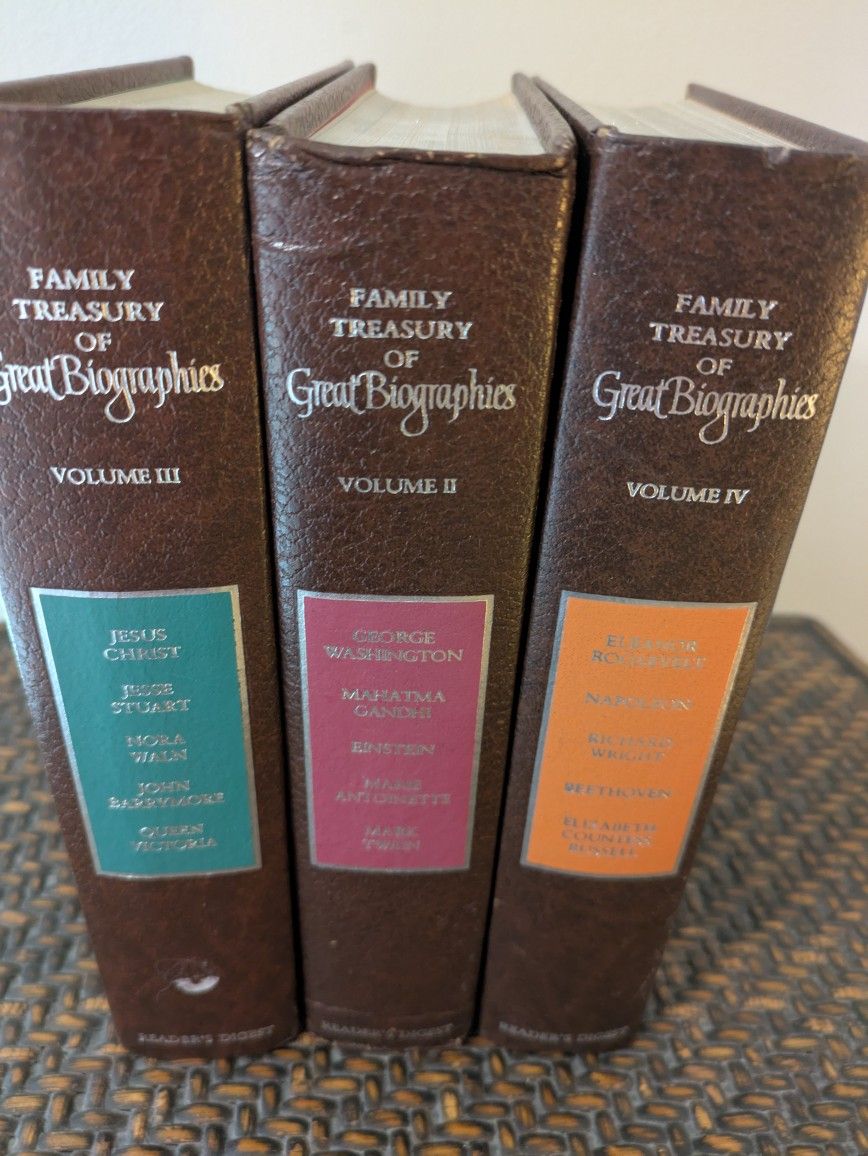 FAMILY
TREASURY
OF
Great Biographies
VOLUME III
JESUS
CHRIST
JESSE
STUART
NORA
WALN
JOHN
BARRYMORE
QUEEN
VICTORIA
READER'S DIGEST
FAMILY
TREASURY
OF
Great Biographies
VOLUME II
GEORGE
WASHINGTON
MAHATMA
GANDHI
EINSTEIN
MARIE
ANTOINETTE
MARK
TWAIN
READER'S DIGEST
FAMILY
TREASURY
OF
Great Biographies
VOLUME IV
ELEANOR
ROOSEVELT
NAPOLEON
RICHARD
WRIGHT
BEETHOVEN
ELIZABETH
COUNTESS
RUSSELL
READER'S DIGEST